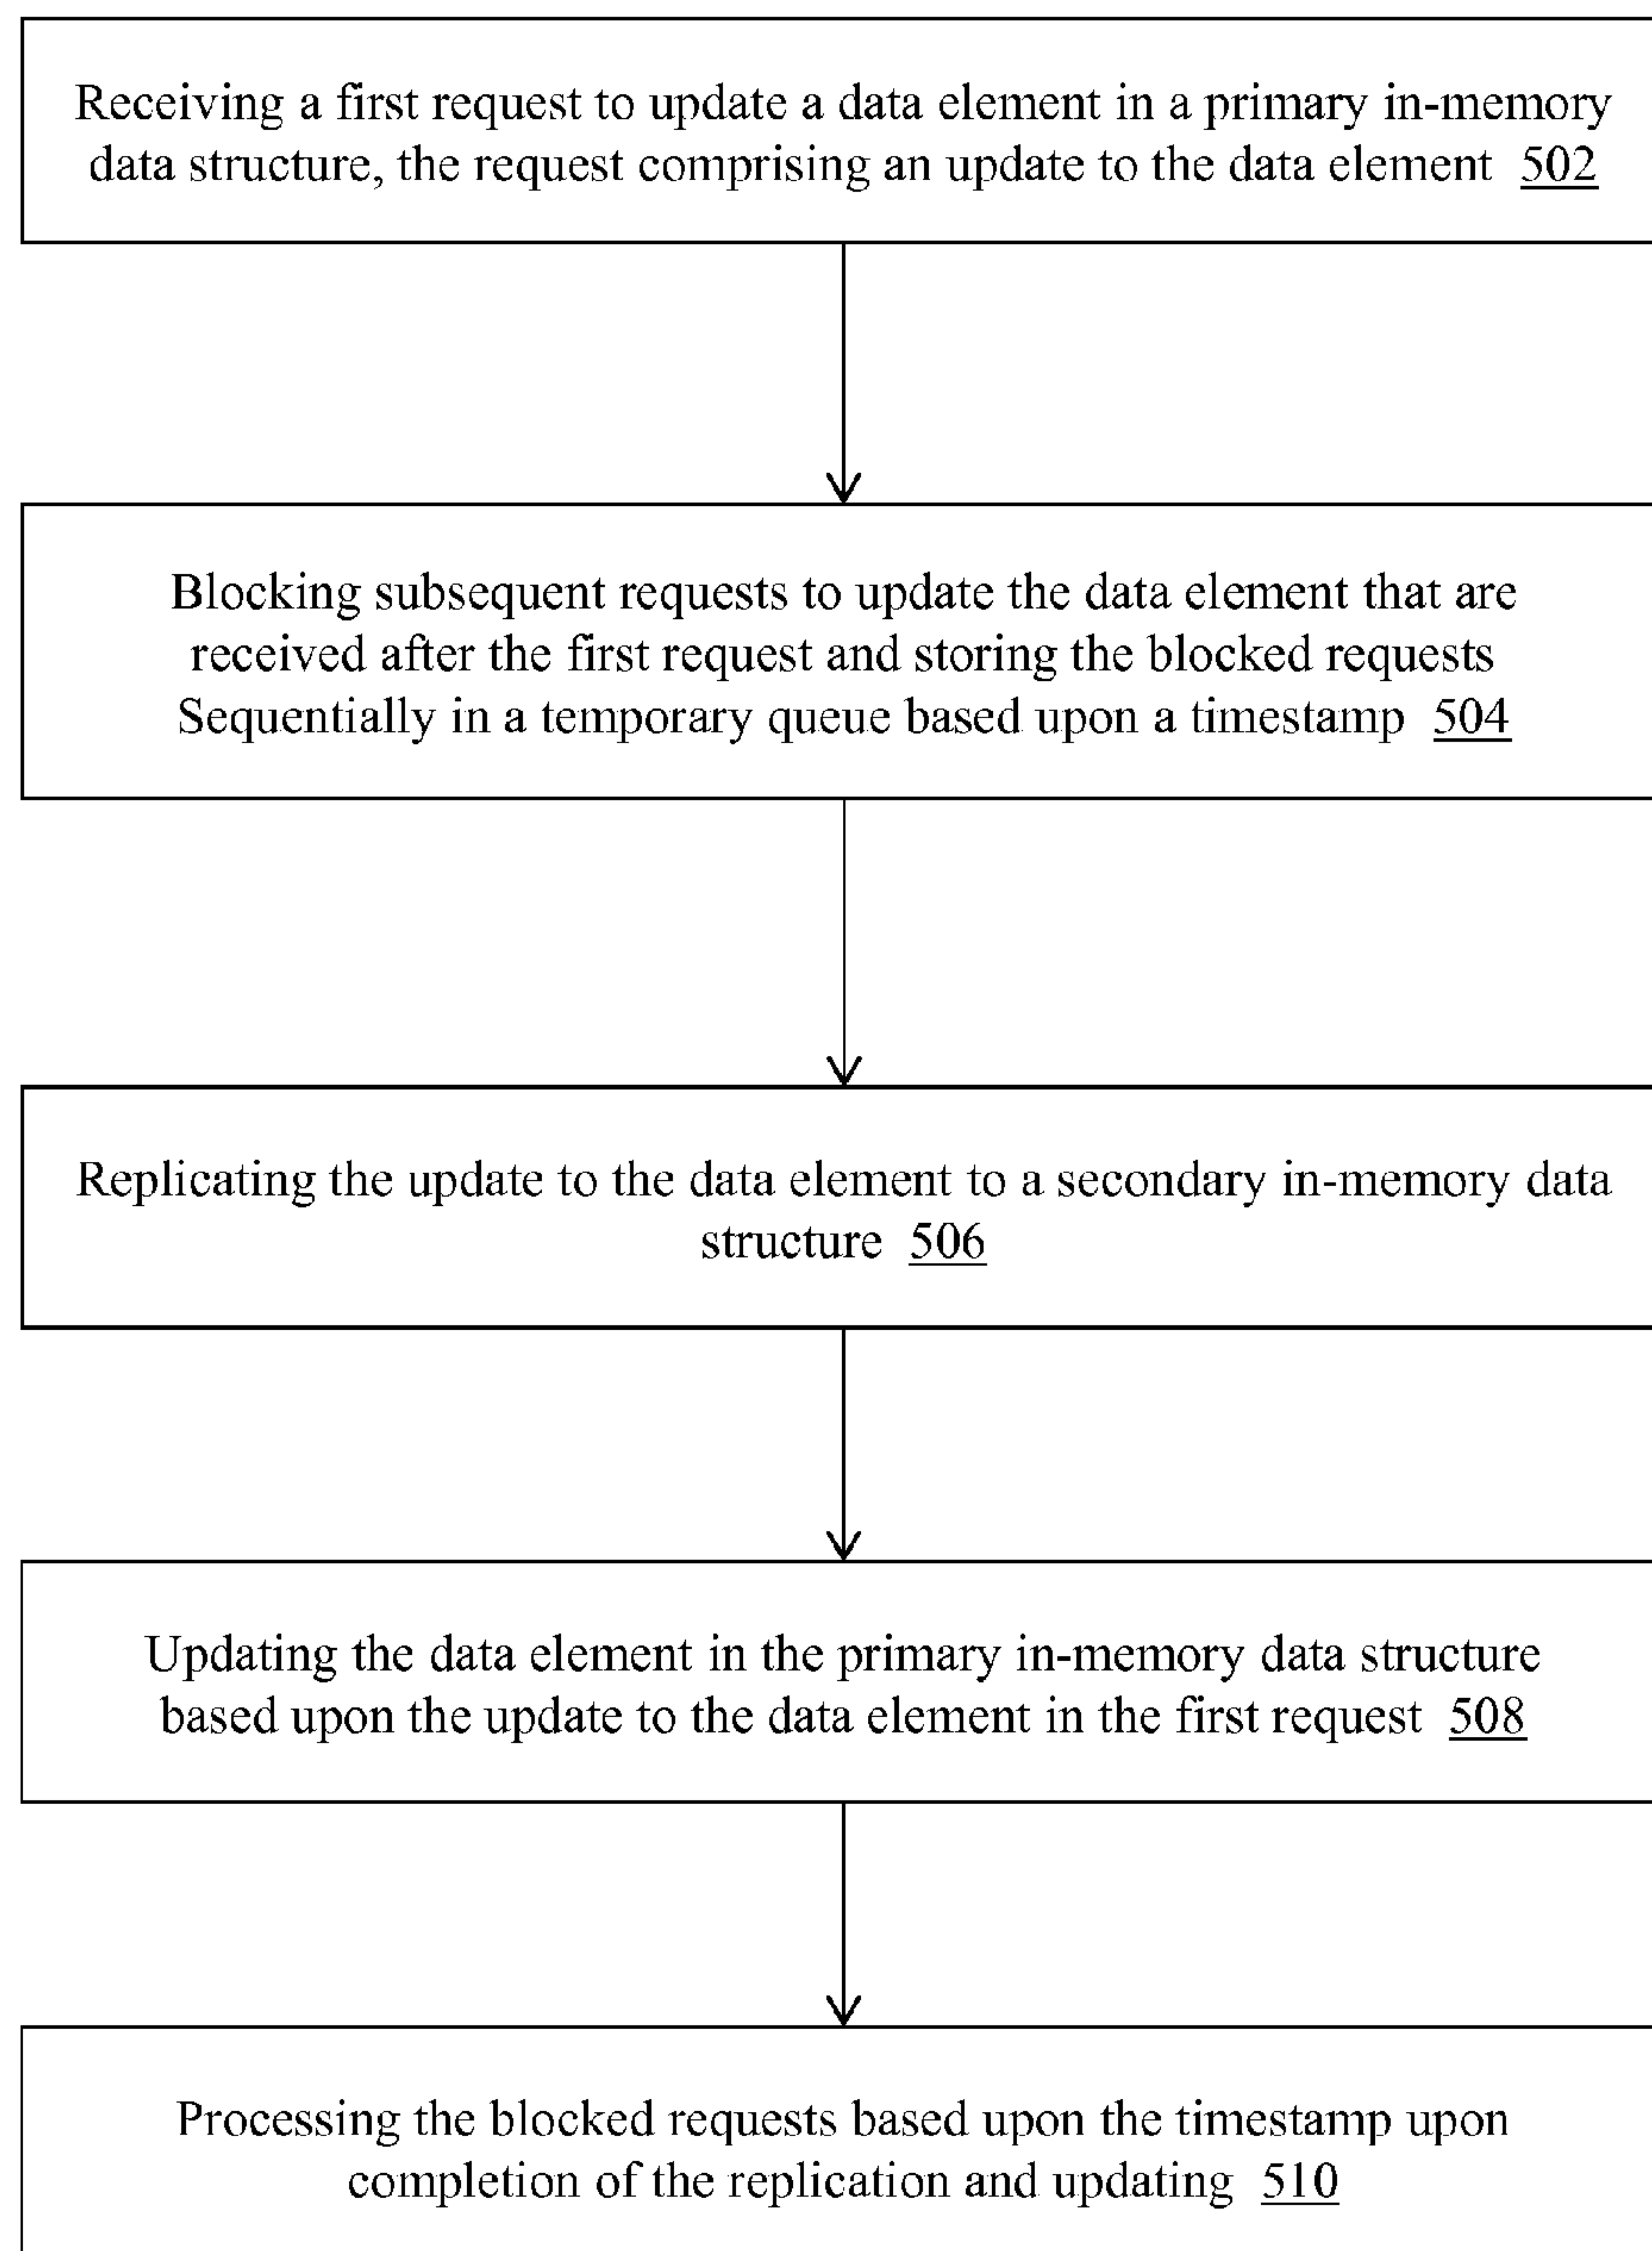 Receiving a first request to update a data element in a primary in-memory
data structure, the request comprising an update to the data element 502
Blocking subsequent requests to update the data element that are
received after the first request and storing the blocked requests
Sequentially in a temporary queue based upon a timestamp 504
Replicating the update to the data element to a secondary in-memory data
structure 506
Updating the data element in the primary in-memory data structure
based upon the update to the data element in the first request 508
Processing the blocked requests based upon the timestamp upon
completion of the replication and updating 510